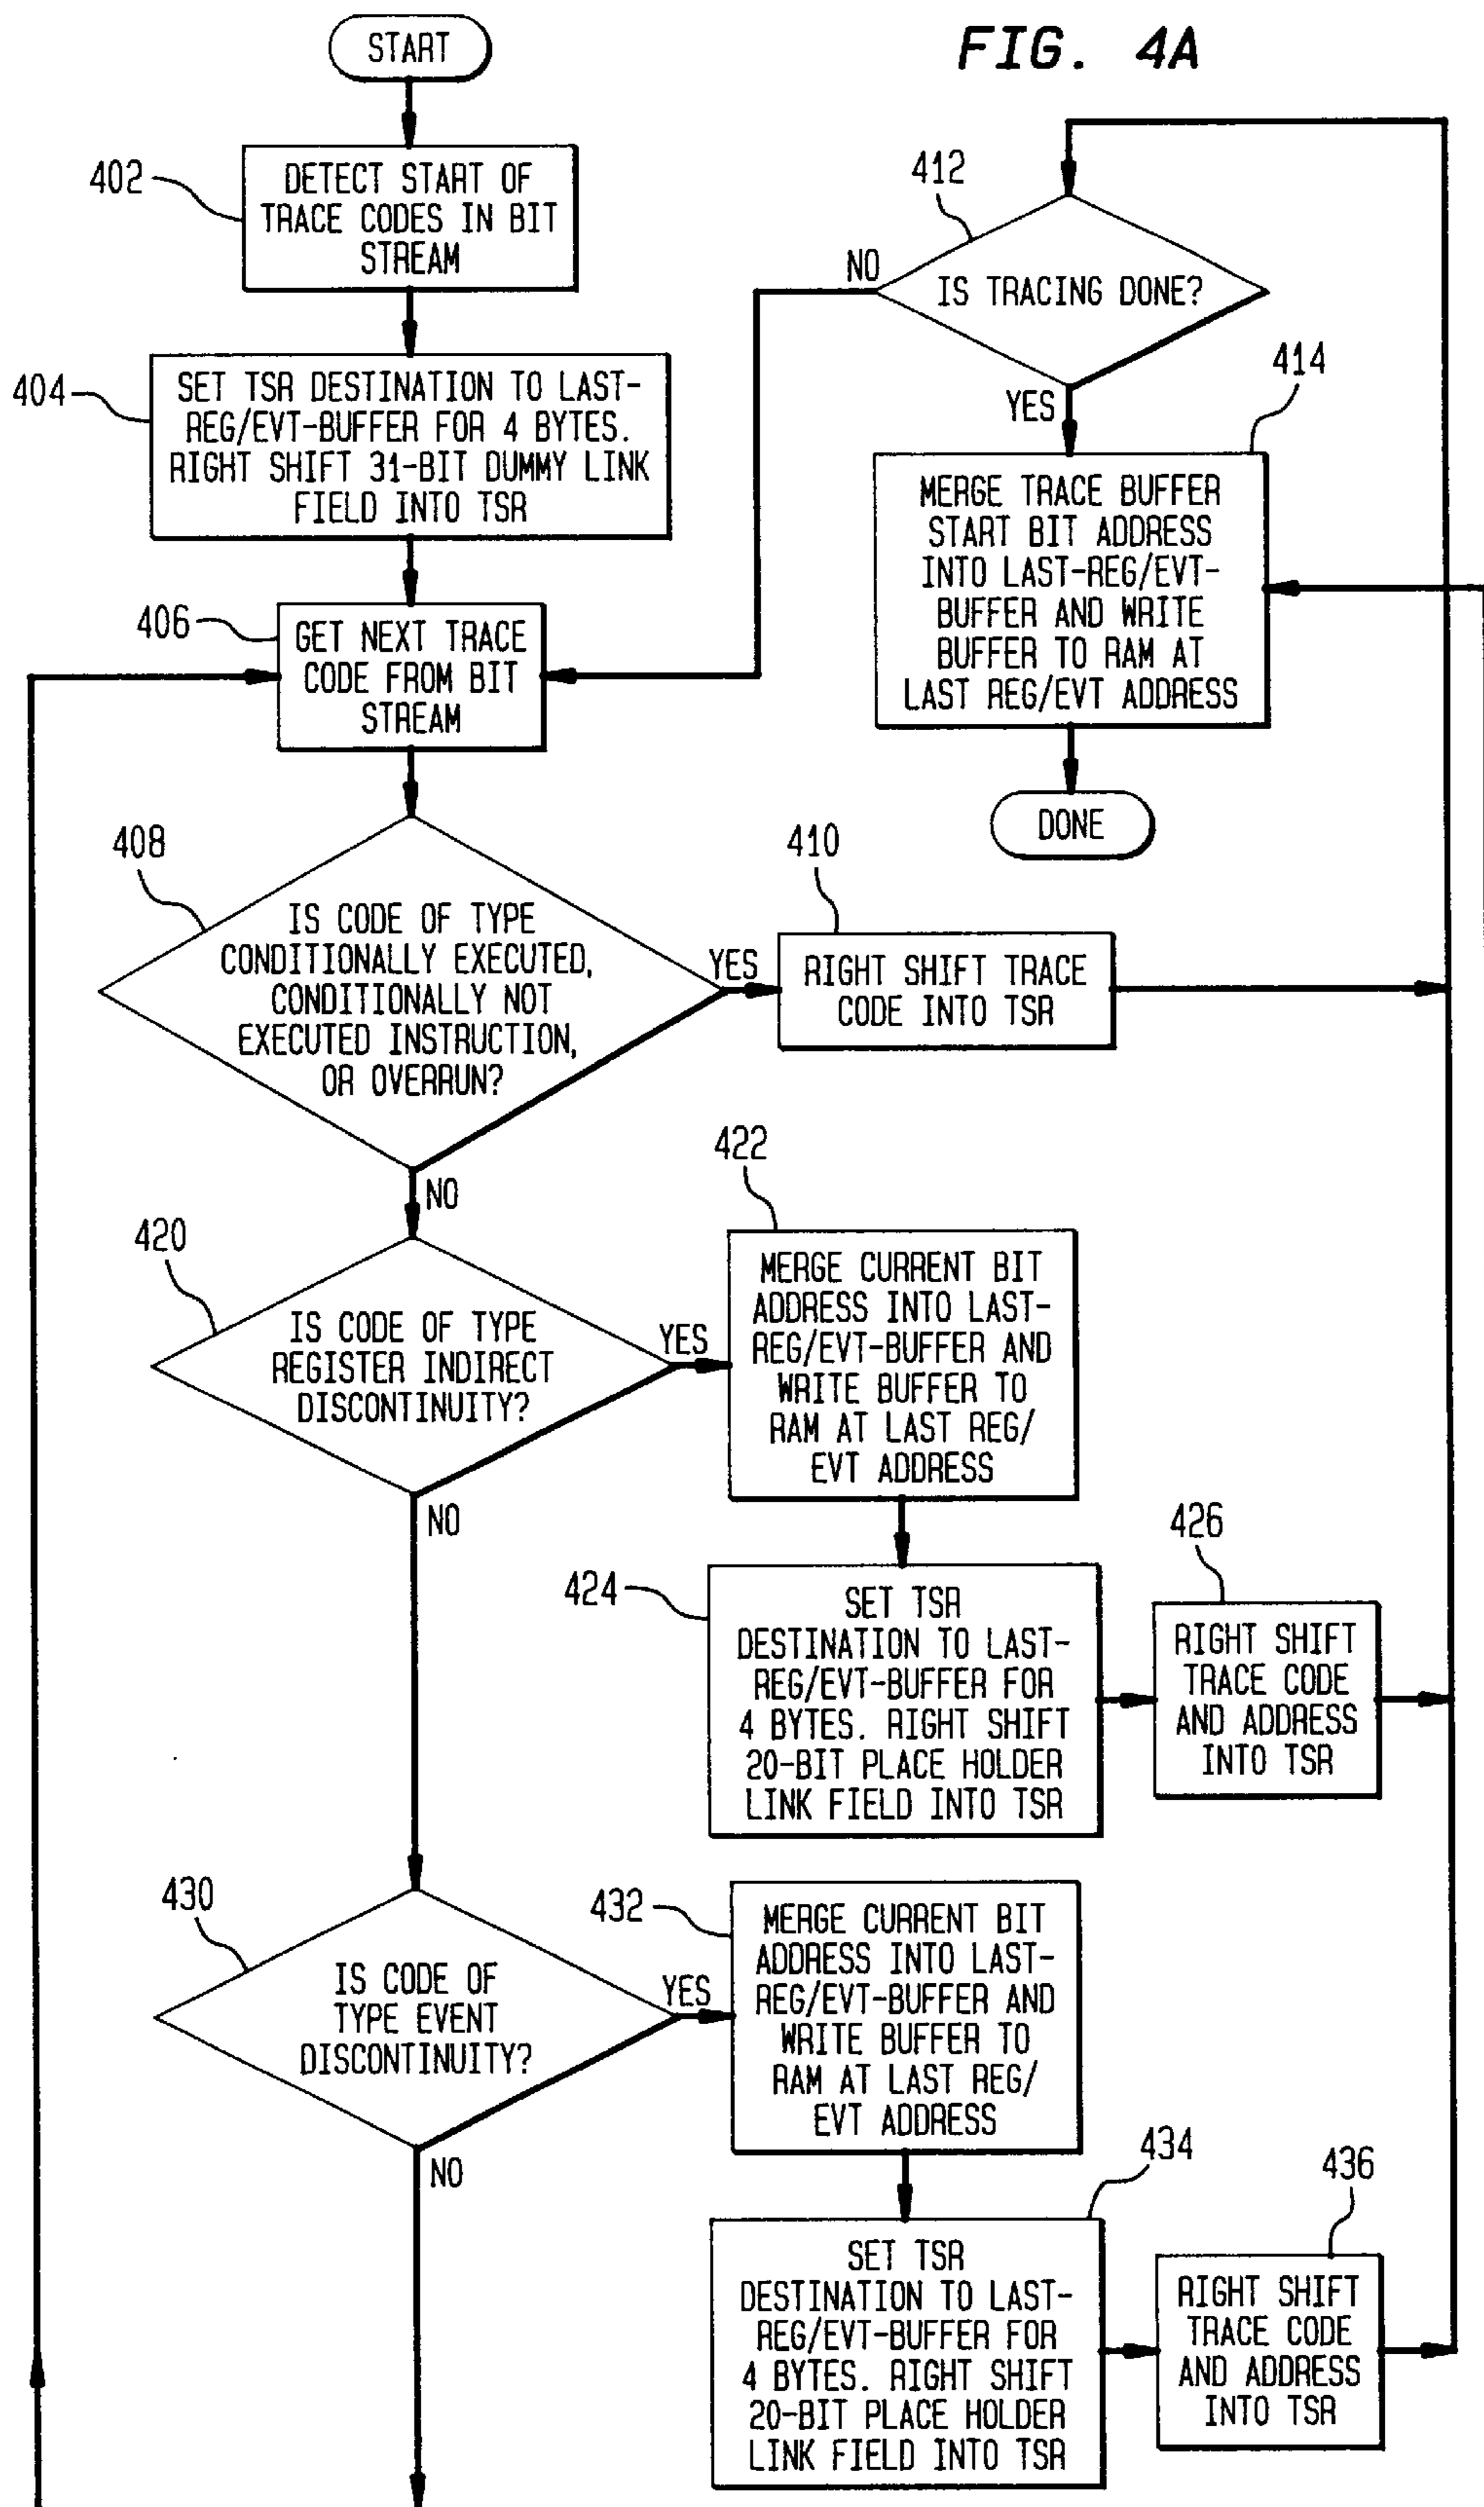 START
FIG. 4A
402
DETECT START OF
TRACE CODES IN BIT
STREAM
404
SET TSR DESTINATION TO LAST-
REG/EVT-BUFFER FOR 4 BYTES.
RIGHT SHIFT 31-BIT DUMMY LINK
FIELD INTO TSR
406
GET NEXT TRACE
CODE FROM BIT
STREAM
412
IS TRACING DONE?
NO
YES
414
MERGE TRACE BUFFER
START BIT ADDRESS
INTO LAST-REG/EVT-
BUFFER AND WRITE
BUFFER TO RAM AT
LAST REG/EVT ADDRESS
DONE
408
IS CODE OF TYPE
CONDITIONALLY EXECUTED,
CONDITIONALLY NOT
EXECUTED INSTRUCTION,
OR OVERRUN?
YES
410
RIGHT SHIFT TRACE
CODE INTO TSR
NO
420
IS CODE OF TYPE
REGISTER INDIRECT
DISCONTINUITY?
YES
422
MERGE CURRENT BIT
ADDRESS INTO LAST-
REG/EVT-BUFFER AND
WRITE BUFFER TO
RAM AT LAST REG/
EVT ADDRESS
NO
424
SET TSR
DESTINATION TO LAST-
REG/EVT-BUFFER FOR
4 BYTES. RIGHT SHIFT
20-BIT PLACE HOLDER
LINK FIELD INTO TSR
426
RIGHT SHIFT
TRACE CODE
AND ADDRESS
INTO TSR
430
IS CODE OF
TYPE EVENT
DISCONTINUITY?
YES
432
MERGE CURRENT BIT
ADDRESS INTO LAST-
REG/EVT-BUFFER AND
WRITE BUFFER TO
RAM AT LAST REG/
EVT ADDRESS
NO
434
SET TSR
DESTINATION TO LAST-
REG/EVT-BUFFER FOR
4 BYTES. RIGHT SHIFT
20-BIT PLACE HOLDER
LINK FIELD INTO TSR
436
RIGHT SHIFT
TRACE CODE
AND ADDRESS
INTO TSR